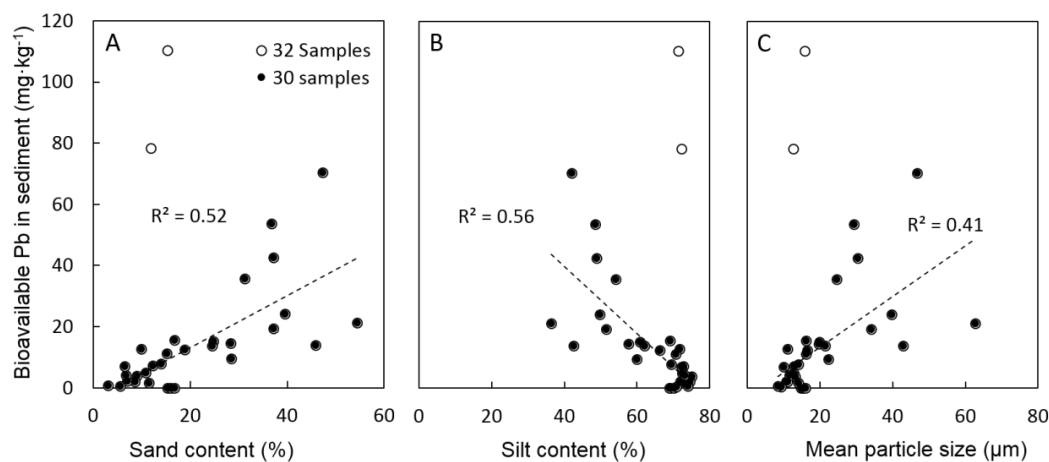 A
B
C
32 Samples
30 samples
Bioavailable Pb in sediment (mg·kg⁻¹)
120
100
80
60
40
20
0
R² = 0.52
R² = 0.56
R² = 0.41
0 20 40 60
0 20 40 60 80
0 20 40 60 80
Sand content (%)
Silt content (%)
Mean particle size (µm)